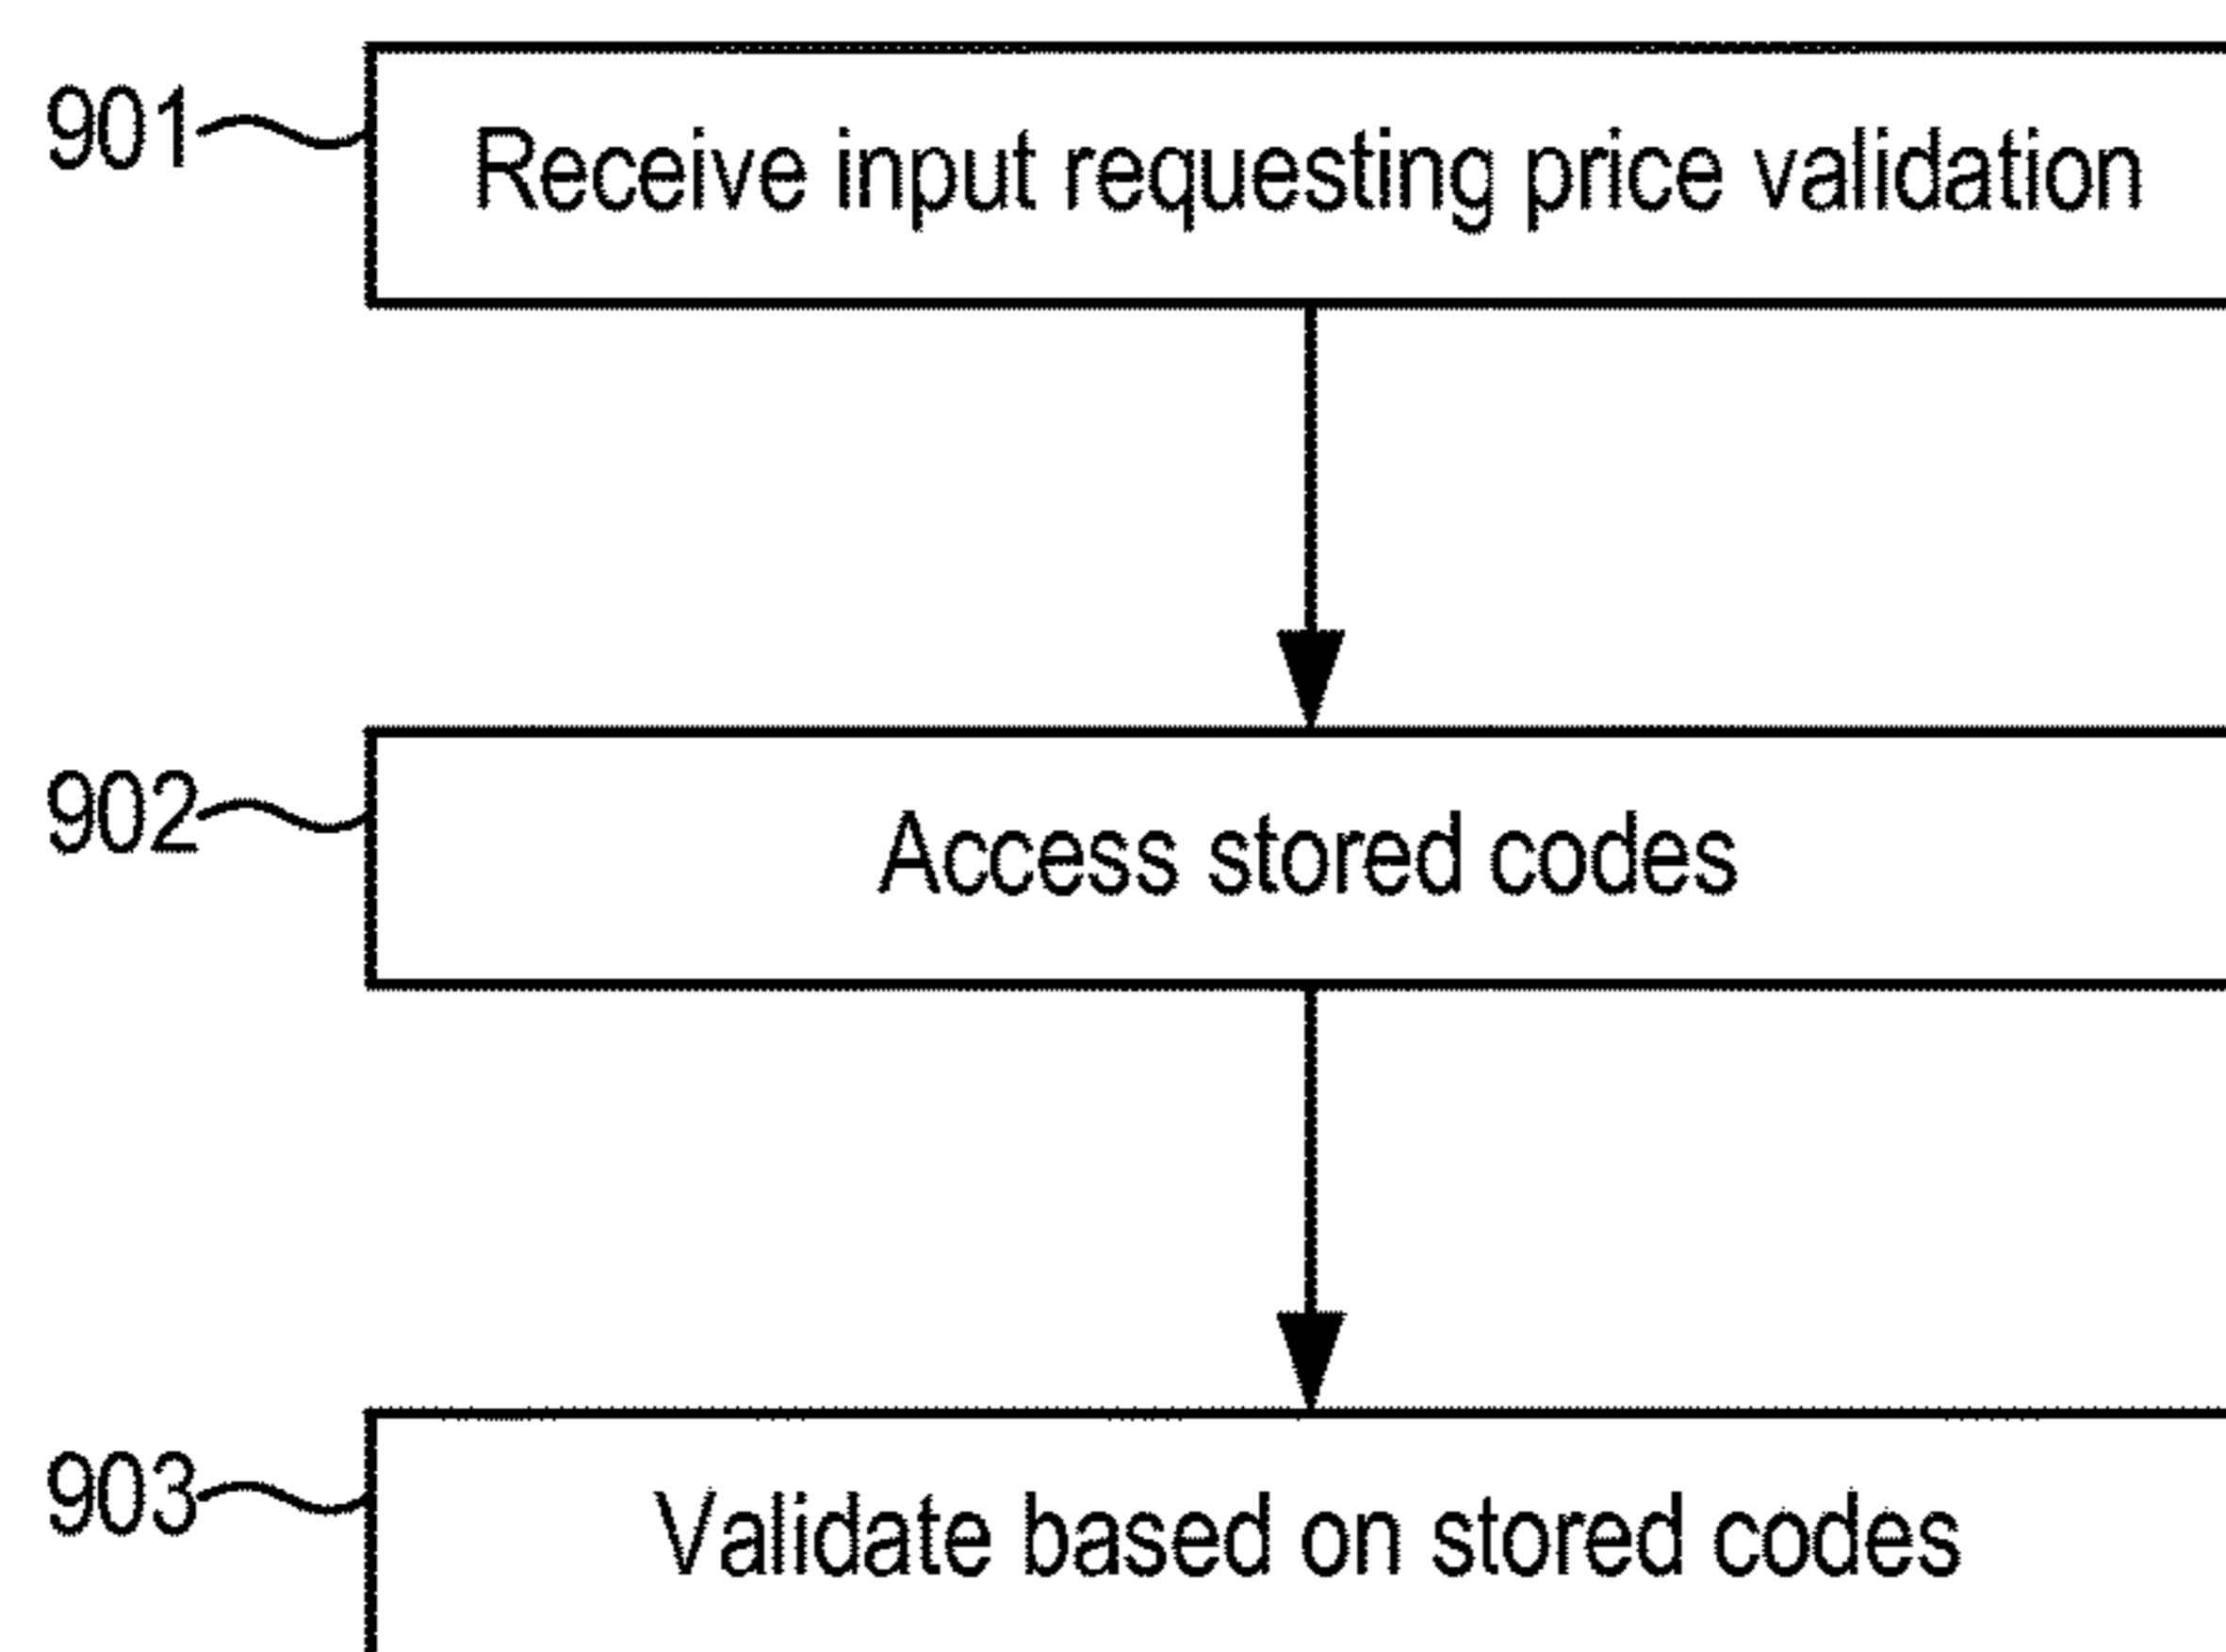 901 Receive input requesting price validation
902 Access stored codes
903 Validate based on stored codes